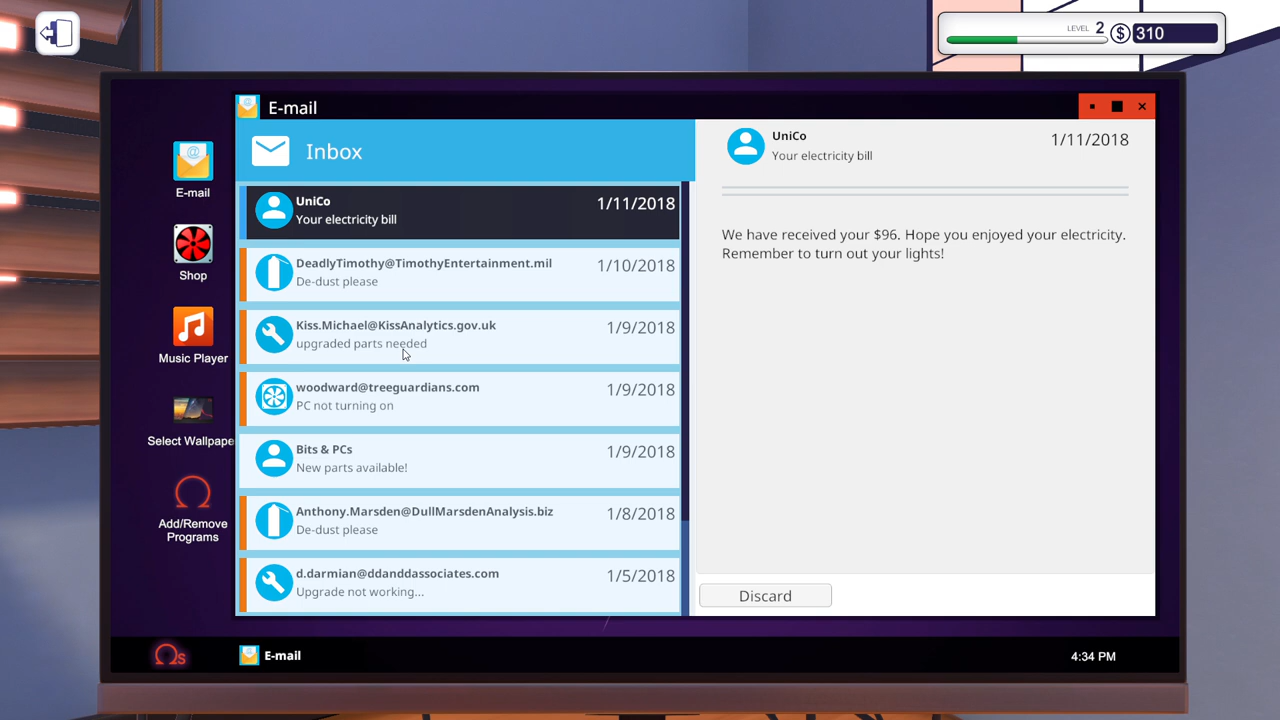 LEVEL 2
$ 310
E-mail
Inbox
UniCo
1/11/2018
Your electricity bill
DeadlyTimothy@TimothyEntertainment.mil
1/10/2018
De-dust please
Kiss.Michael@KissAnalytics.gov.uk
1/9/2018
upgraded parts needed
woodward@treeguardians.com
1/9/2018
PC not turning on
Bits & PCs
1/9/2018
New parts available!
Anthony.Marsden@DullMarsdenAnalysis.biz
1/8/2018
De-dust please
d.darmian@ddanddassociates.com
1/5/2018
Upgrade not working...
UniCo
1/11/2018
Your electricity bill
We have received your $96. Hope you enjoyed your electricity.
Remember to turn out your lights!
Discard
E-mail
Shop
Music Player
Select Wallpape
Add/Remove
Programs
Ωs
E-mail
4:34 PM